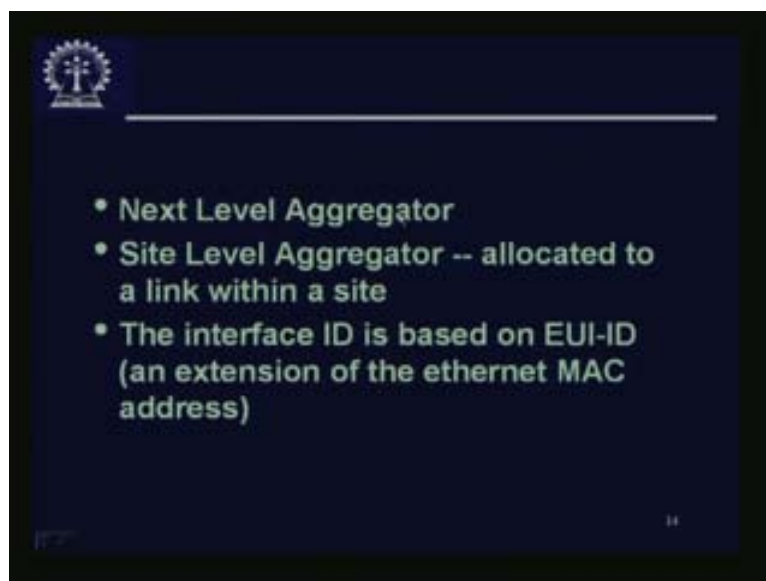 • Next Level Aggregator
• Site Level Aggregator -- allocated to
a link within a site
• The interface ID is based on EUI-ID
(an extension of the ethernet MAC
address)